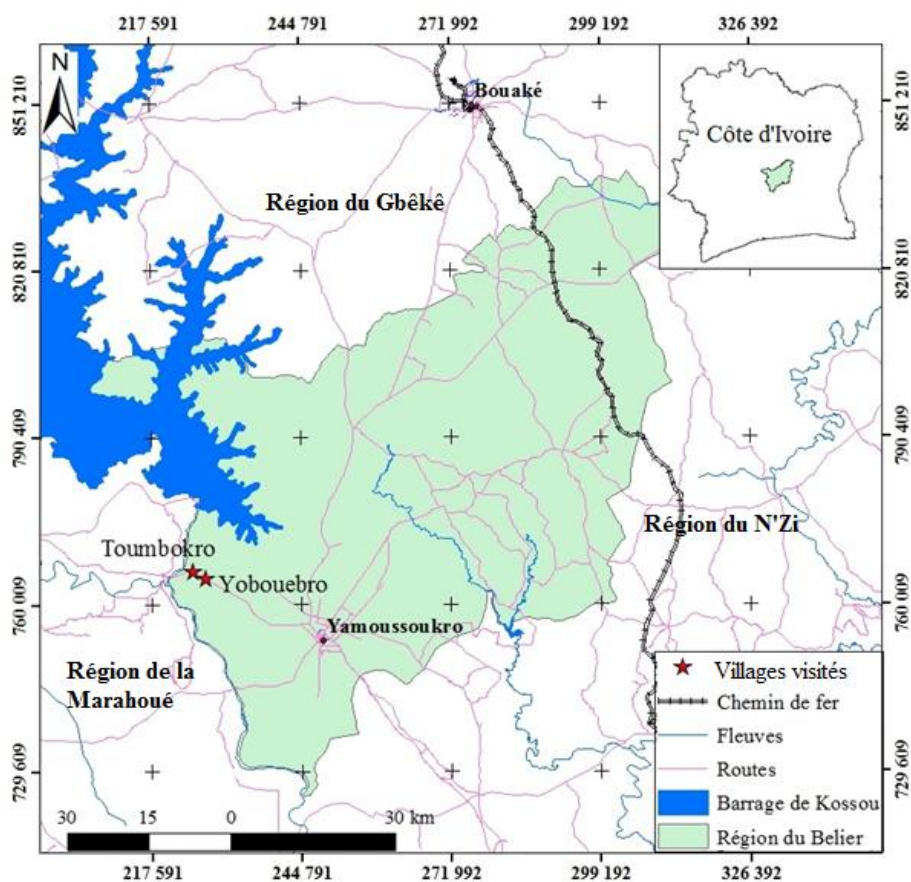 217 591 244 791 271 992 299 192 326 392
N
Bouaké
851 210
851 210
Côte d'Ivoire
Région du Gbêkê
820 810
820 810
790 409
790 409
Région du N'Zi
Toumbokro
Yobouebro
760 009
760 009
Yamoussoukro
Région de la
Marahoué
Villages visités
Chemin de fer
Fleuves
Routes
Barrage de Kossou
Région du Belier
729 609
729 609
30 15 0 30 km
217 591 244 791 271 992 299 192 326 392